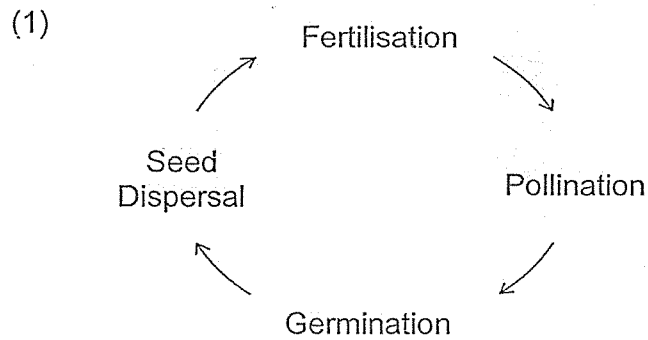 (1)
Fertilisation
Seed
Dispersal
Pollination
Germination